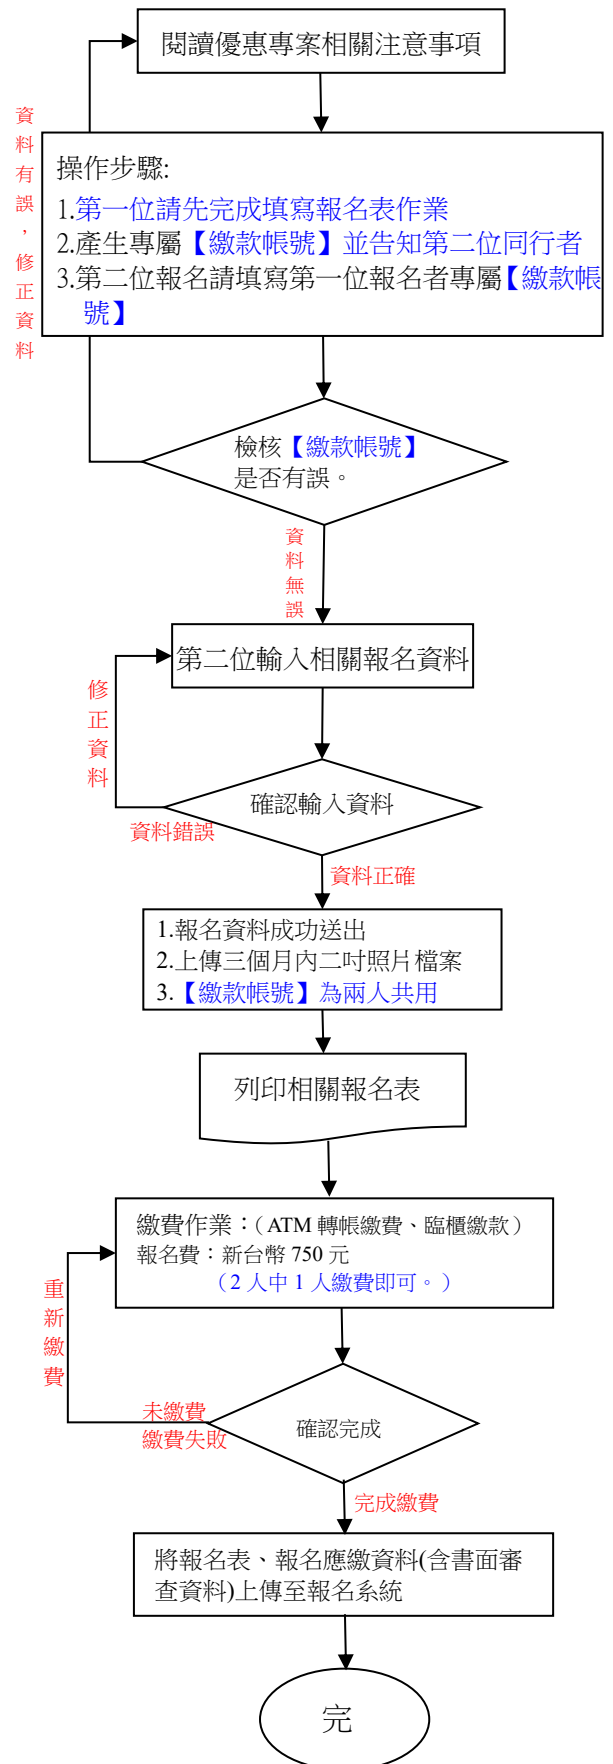 閱讀優惠專案相關注意事項
資料有誤，修正資料
操作步驟:
1.第一位請先完成填寫報名表作業
2.產生專屬【繳款帳號】並告知第二位同行者
3.第二位報名請填寫第一位報名者專屬【繳款帳
號】
檢核【繳款帳號】
是否有誤。
資料無誤
第二位輸入相關報名資料
修正資料
確認輸入資料
資料錯誤
資料正確
1.報名資料成功送出
2.上傳三個月內二吋照片檔案
3.【繳款帳號】為兩人共用
列印相關報名表
繳費作業：（ATM 轉帳繳費、臨櫃繳款）
報名費：新台幣 750 元
（2 人中 1 人繳費即可。）
重新繳費
未繳費
繳費失敗
確認完成
完成繳費
將報名表、報名應繳資料(含書面審
查資料)上傳至報名系統
完